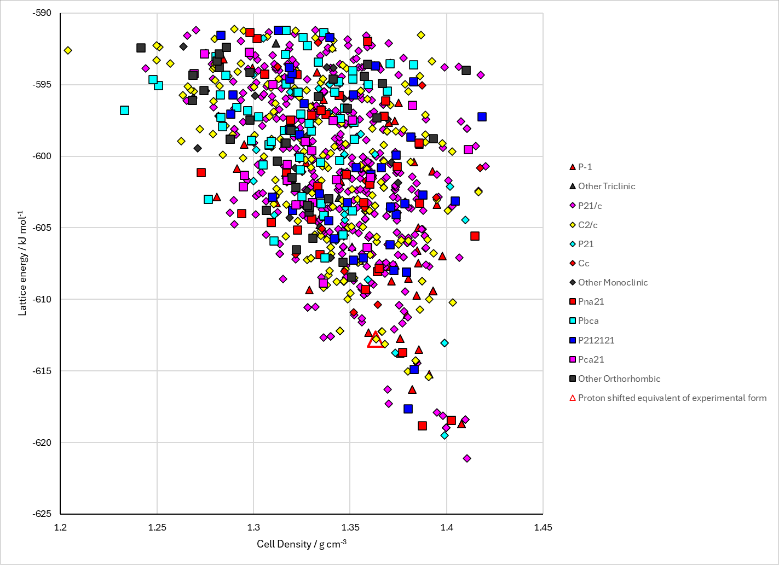 -590
-595
-600
-605
-610
-615
-620
-625
Lattice energy / kJ mol-1
1.2 1.25 1.3 1.35 1.4 1.45
Cell Density / g cm-3
P-1
Other Triclinic
P21/c
C2/c
P21
Cc
Other Monoclinic
Pna21
Pbca
P212121
Pca21
Other Orthorhombic
Proton shifted equivalent of experimental form